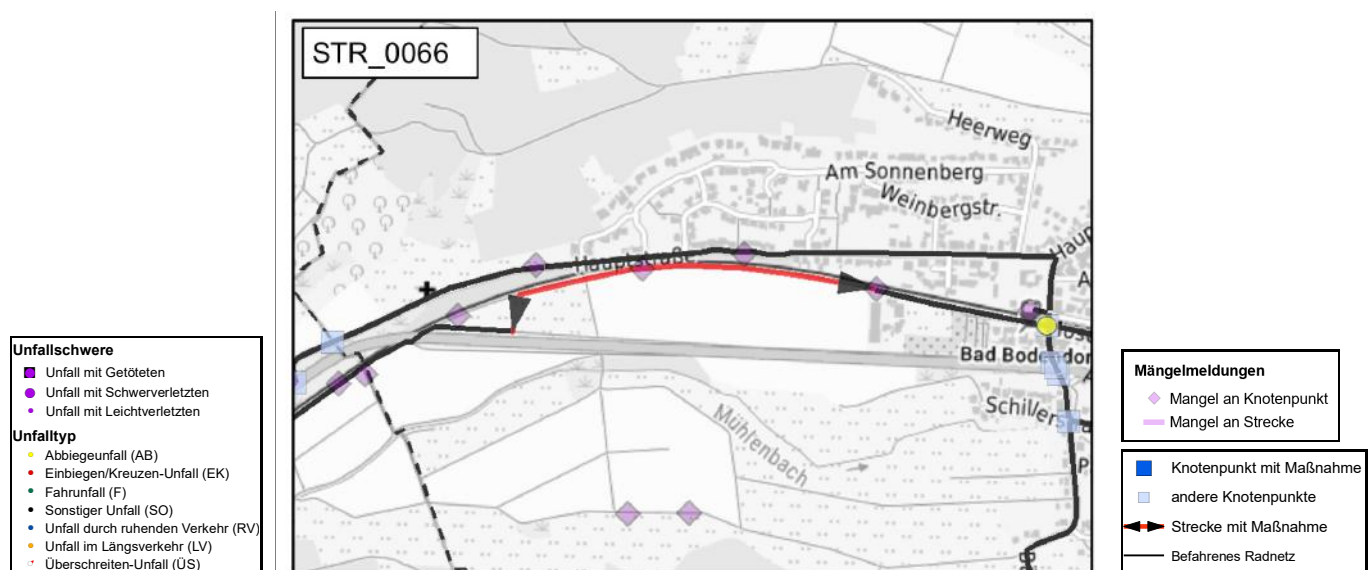 STR_0066
Heerweg
Am Sonnenberg
Weinbergstr.
Hauptstraße
Bad Bodendor
Schillers
Mühlenbach
Unfallschwere
Unfall mit Getöteten
Unfall mit Schwerverletzten
Unfall mit Leichtverletzten
Unfalltyp
Abbiegeunfall (AB)
Einbiegen/Kreuzen-Unfall (EK)
Fahrunfall (F)
Sonstiger Unfall (SO)
Unfall durch ruhenden Verkehr (RV)
Unfall im Längsverkehr (LV)
Überschreiten-Unfall (ÜS)
Mängelmeldungen
Mangel an Knotenpunkt
Mangel an Strecke
Knotenpunkt mit Maßnahme
andere Knotenpunkte
Strecke mit Maßnahme
Befahrenes Radnetz